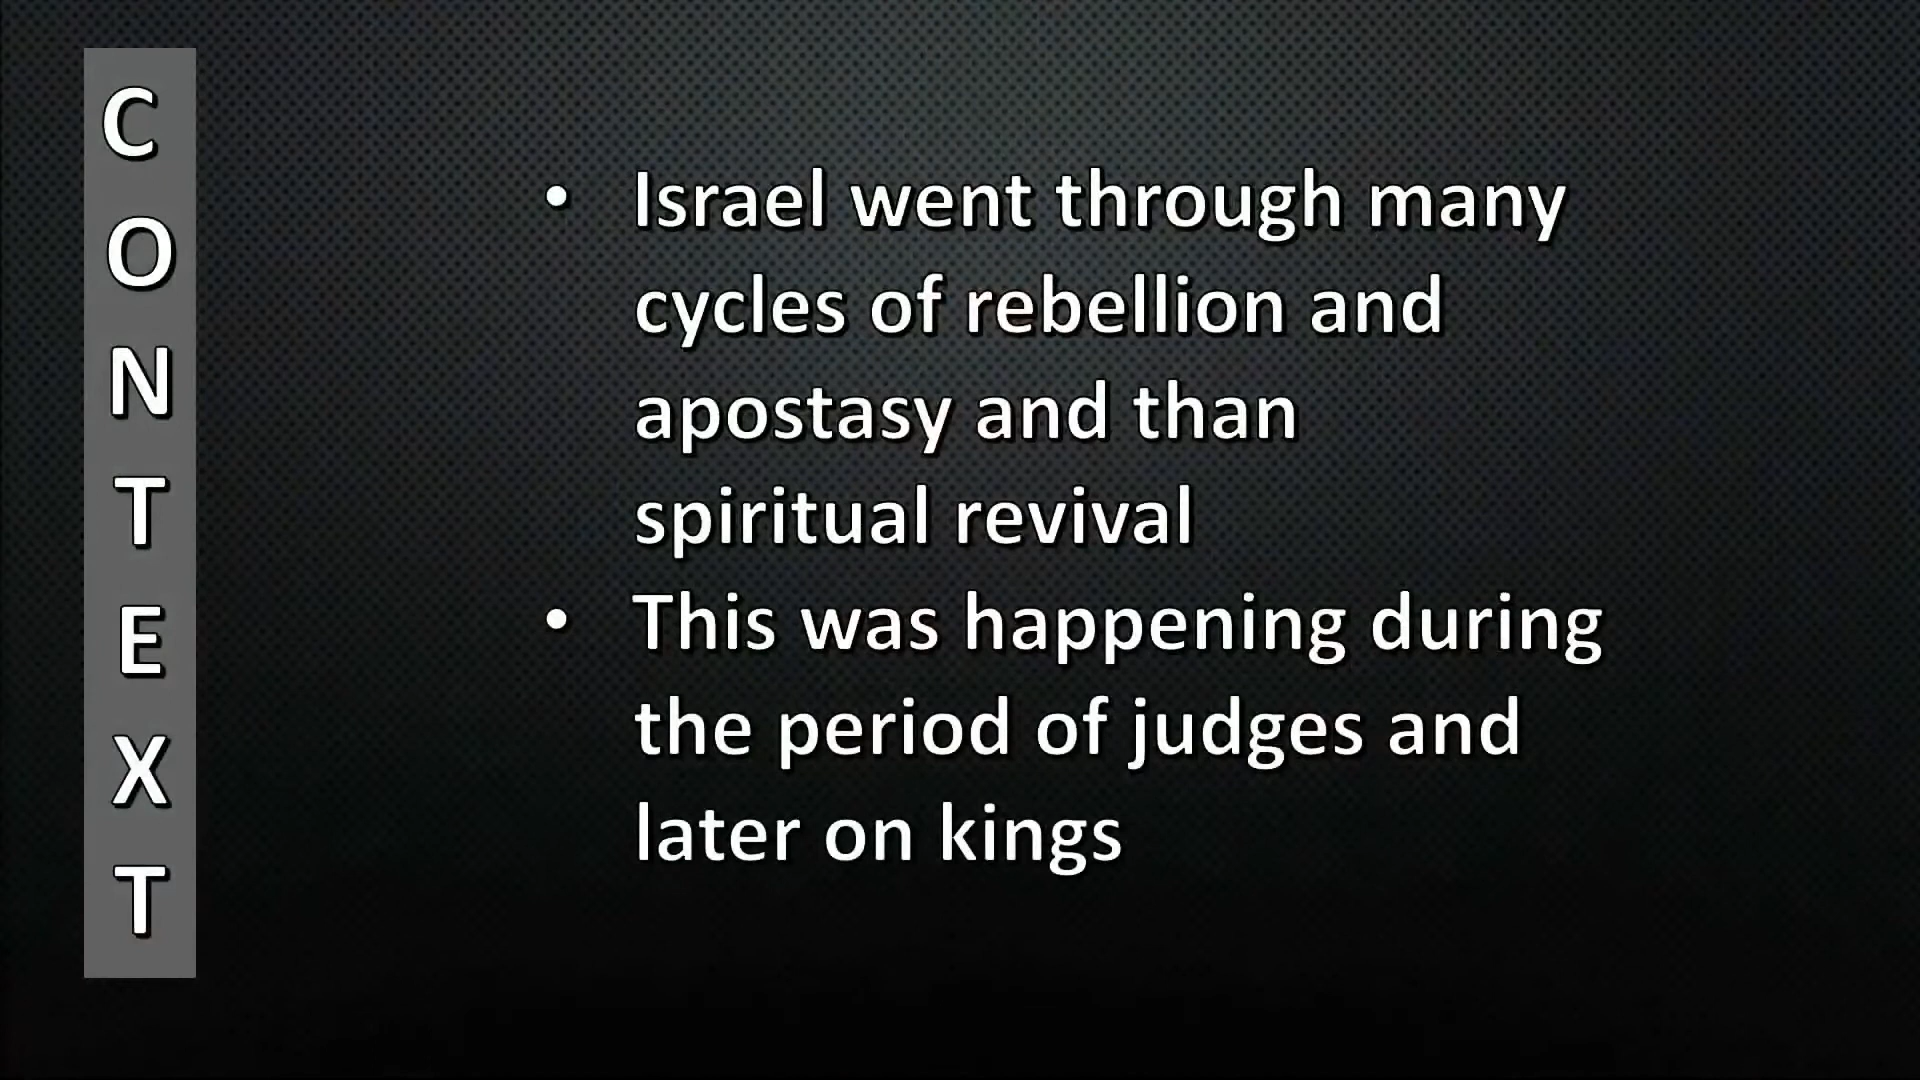 CONTEXT
• Israel went through many
cycles of rebellion and
apostasy and than
spiritual revival
• This was happening during
the period of judges and
later on kings